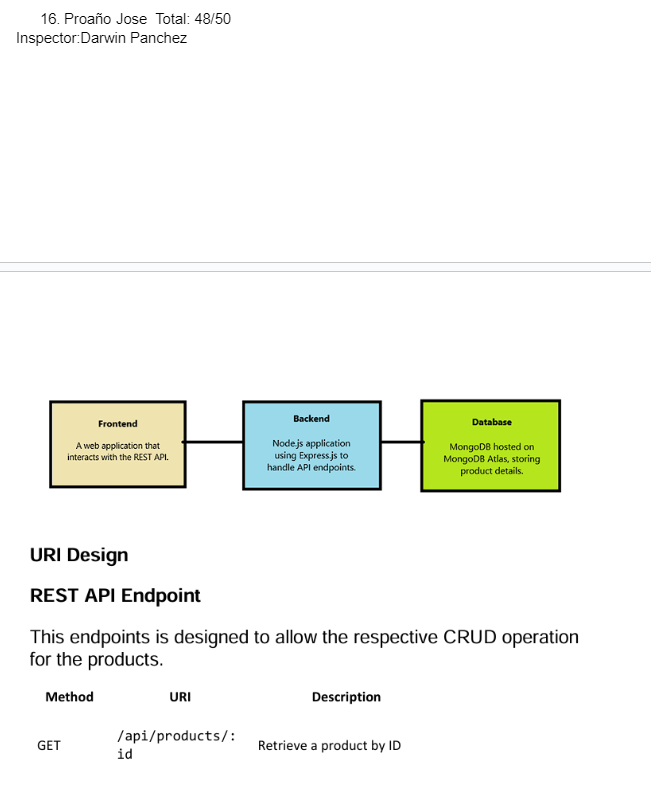 16. Proaño Jose  Total: 48/50
Inspector:Darwin Panchez
Frontend
A web application that
interacts with the REST API.
Backend
Node.js application
using Express.js to
handle API endpoints.
Database
MongoDB hosted on
MongoDB Atlas, storing
product details.
URI Design
REST API Endpoint
This endpoints is designed to allow the respective CRUD operation
for the products.
Method URI Description
GET /api/products/: Retrieve a product by ID
id